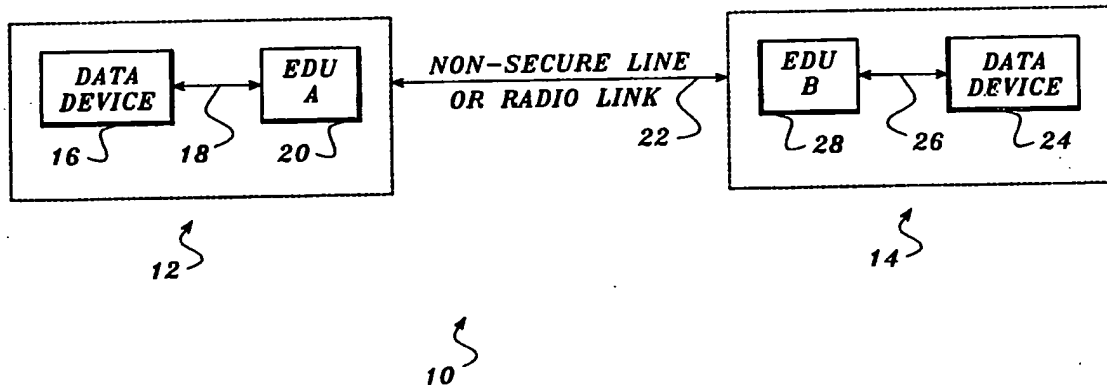 DATA
DEVICE
EDU
A
NON-SECURE LINE
OR RADIO LINK
EDU
B
DATA
DEVICE
16
18
20
22
28
26
24
12
14
10